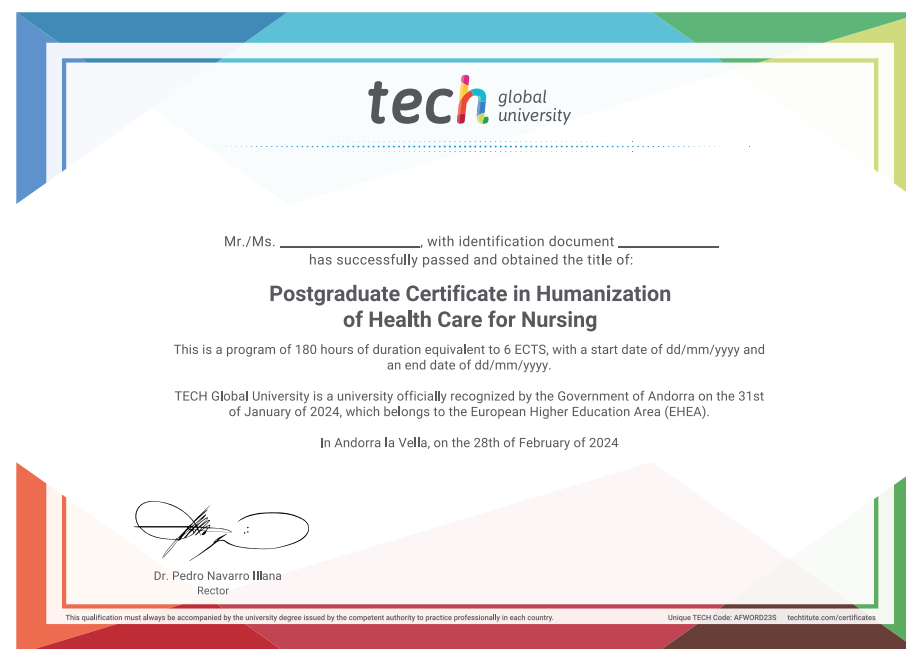 tech global university
Mr./Ms. ____________________, with identification document ______________
has successfully passed and obtained the title of:
Postgraduate Certificate in Humanization
of Health Care for Nursing
This is a program of 180 hours of duration equivalent to 6 ECTS, with a start date of dd/mm/yyyy and
an end date of dd/mm/yyyy.
TECH Global University is a university officially recognized by the Government of Andorra on the 31st
of January of 2024, which belongs to the European Higher Education Area (EHEA).
In Andorra la Vella, on the 28th of February of 2024
Dr. Pedro Navarro Illana
Rector
This qualification must always be accompanied by the university degree issued by the competent authority to practice professionally in each country.
Unique TECH Code: AFWORD23S techtitute.com/certificates